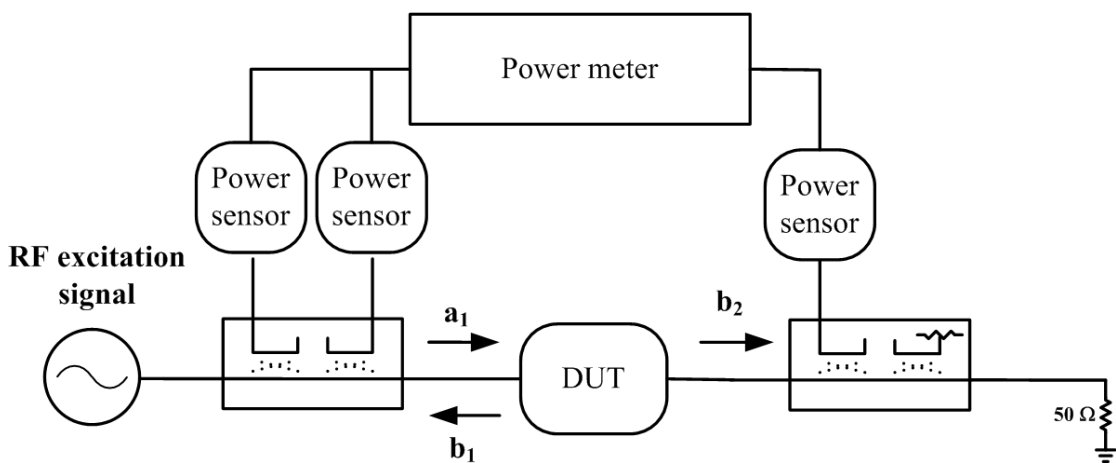 Power meter
Power
sensor
Power
sensor
Power
sensor
RF excitation
signal
a₁
b₂
DUT
b₁
50 Ω